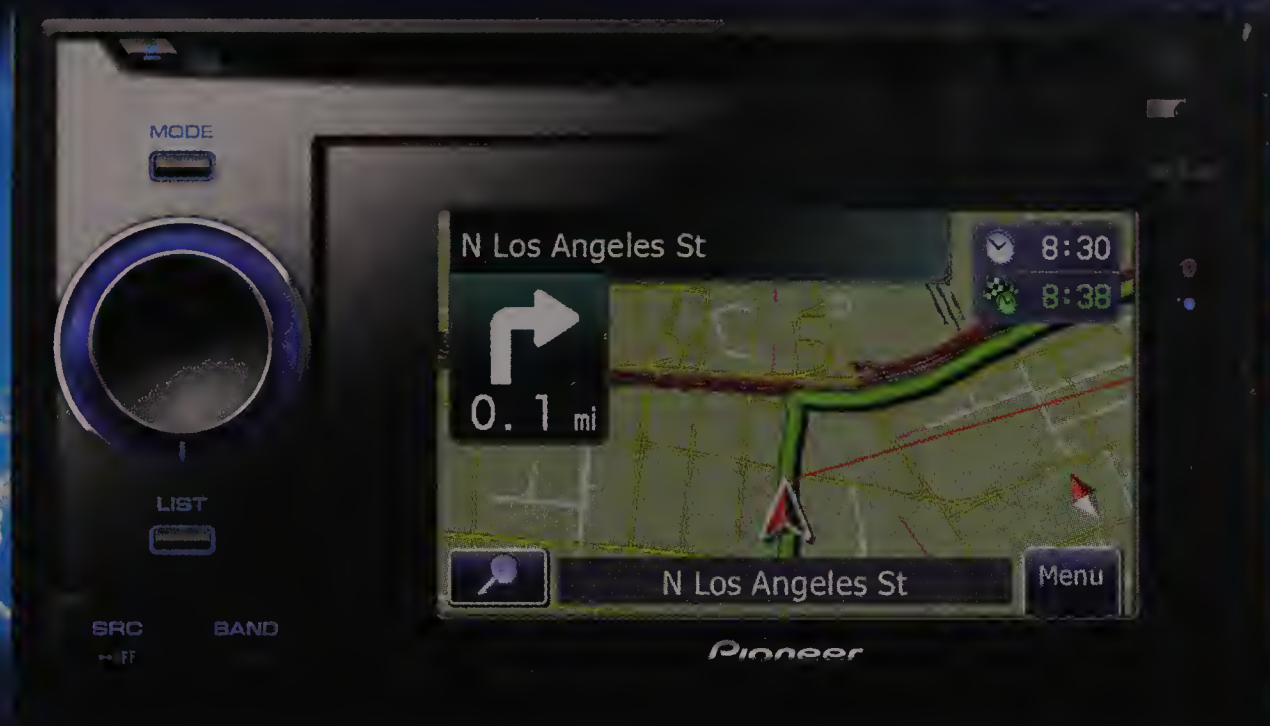 MODE
N Los Angeles St
8:30
8:38
0.1 mi
LIST
N Los Angeles St
Menu
SRC
BAND
OFF
Pioneer